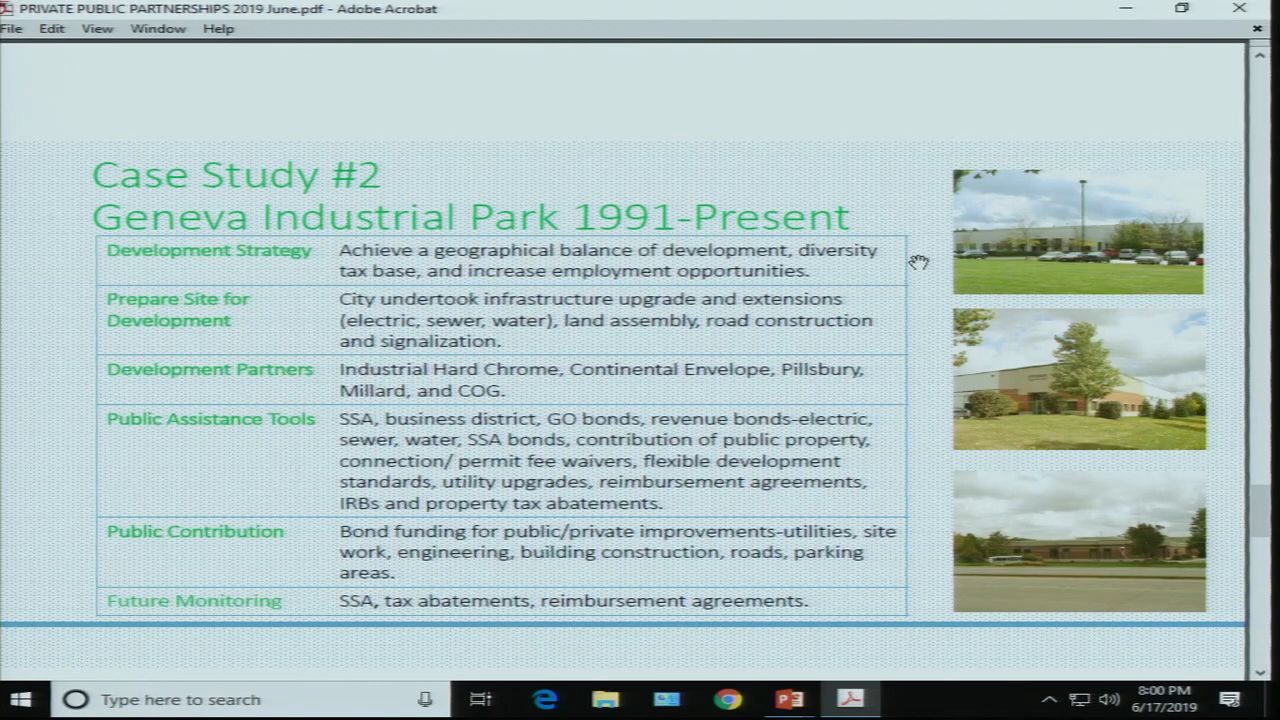 PRIVATE PUBLIC PARTNERSHIPS 2019 June.pdf - Adobe Acrobat
File Edit View Window Help
Case Study #2
Geneva Industrial Park 1991-Present
Development Strategy
Achieve a geographical balance of development, diversity
tax base, and increase employment opportunities.
Prepare Site for
Development
City undertook infrastructure upgrade and extensions
(electric, sewer, water), land assembly, road construction
and signalization.
Development Partners
Industrial Hard Chrome, Continental Envelope, Pillsbury,
Millard, and COG.
Public Assistance Tools
SSA, business district, GO bonds, revenue bonds-electric,
sewer, water, SSA bonds, contribution of public property,
connection/ permit fee waivers, flexible development
standards, utility upgrades, reimbursement agreements,
IRBs and property tax abatements.
Public Contribution
Bond funding for public/private improvements-utilities, site
work, engineering, building construction, roads, parking
areas.
Future Monitoring
SSA, tax abatements, reimbursement agreements.
Type here to search
8:00 PM
6/17/2019